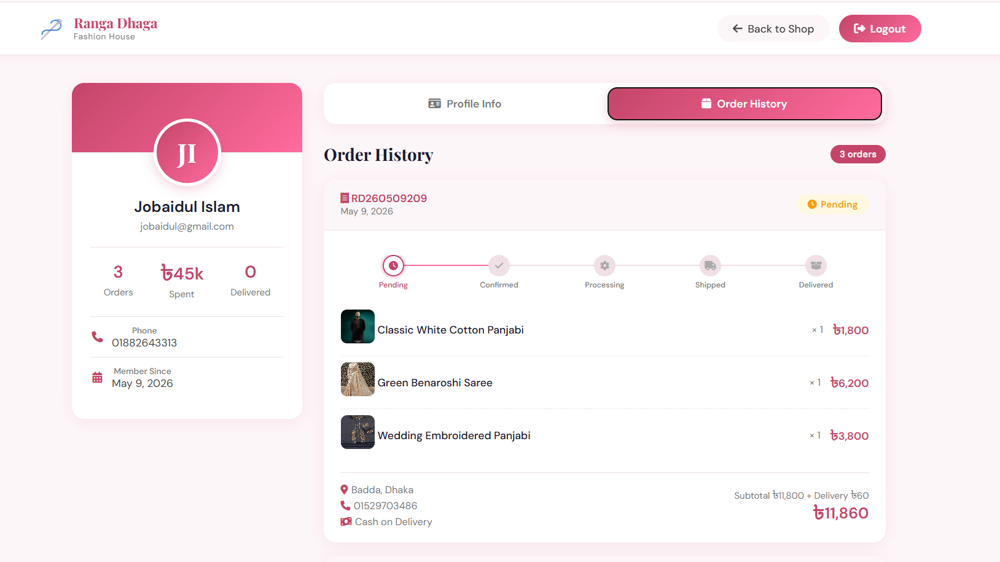 Ranga Dhaga
Fashion House
Back to Shop
Logout
JI
Jobaidul Islam
jobaidul@gmail.com
3
Orders
৳45k
Spent
0
Delivered
Phone
01882643313
Member Since
May 9, 2026
Profile Info
Order History
Order History
3 orders
RD260509209
May 9, 2026
Pending
Pending
Confirmed
Processing
Shipped
Delivered
Classic White Cotton Panjabi × 1 ৳1,800
Green Benaroshi Saree × 1 ৳6,200
Wedding Embroidered Panjabi × 1 ৳3,800
Badda, Dhaka
01529703486
Cash on Delivery
Subtotal ৳11,800 + Delivery ৳60
৳11,860